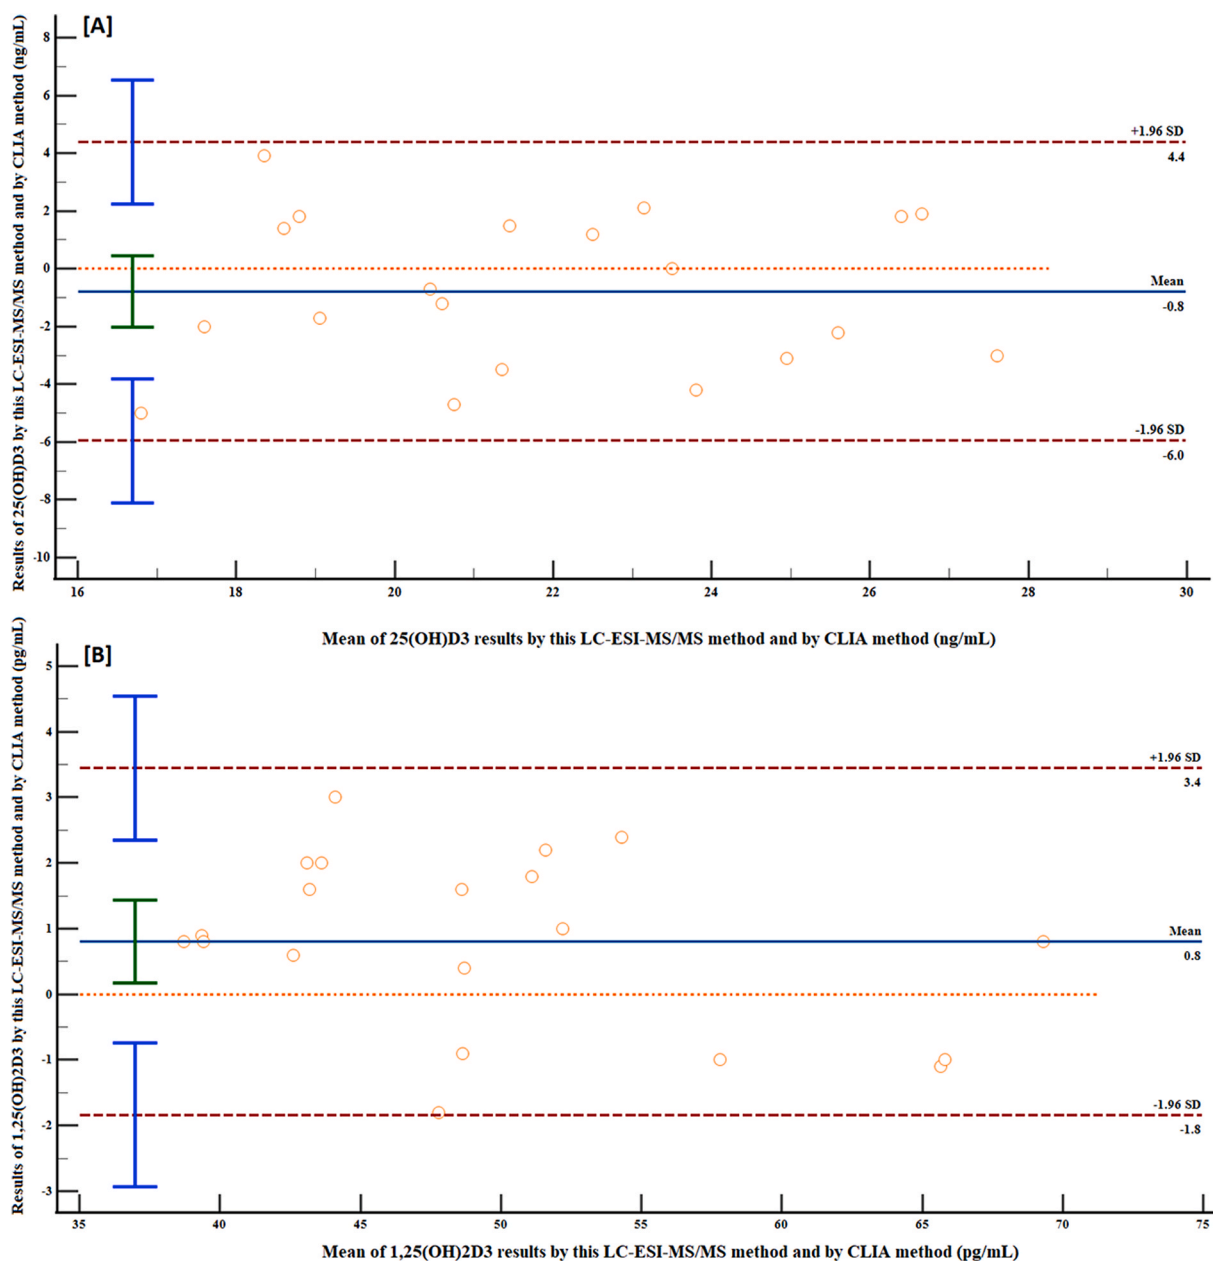 [A]
Results of 25(OH)D3 by this LC-ESI-MS/MS method and by CLIA method (ng/mL)
8
6
4
2
0
-2
-4
-6
-8
-10
+1.96 SD
4.4
Mean
-0.8
-1.96 SD
-6.0
16 18 20 22 24 26 28 30
Mean of 25(OH)D3 results by this LC-ESI-MS/MS method and by CLIA method (ng/mL)
[B]
Results of 1,25(OH)2D3 by this LC-ESI-MS/MS method and by CLIA method (pg/mL)
5
4
3
2
1
0
-1
-2
-3
+1.96 SD
3.4
Mean
0.8
-1.96 SD
-1.8
35 40 45 50 55 60 65 70 75
Mean of 1,25(OH)2D3 results by this LC-ESI-MS/MS method and by CLIA method (pg/mL)